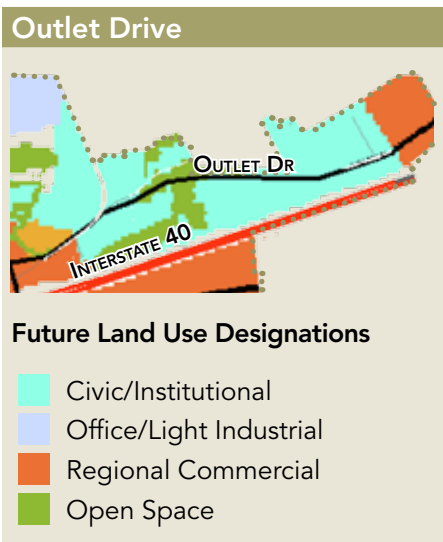 Outlet Drive
Outlet Dr
Interstate 40
Future Land Use Designations
Civic/Institutional
Office/Light Industrial
Regional Commercial
Open Space